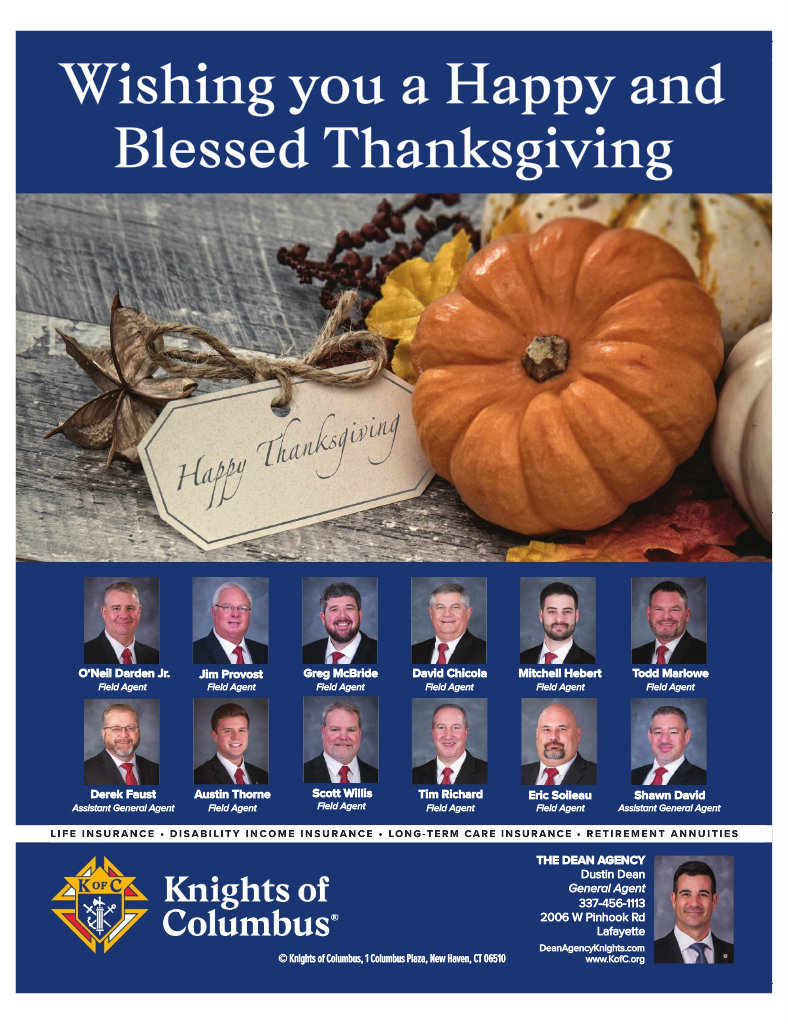 Wishing you a Happy and
Blessed Thanksgiving
Happy Thanksgiving
O'Neil Darden Jr.
Field Agent
Jim Provost
Field Agent
Greg McBride
Field Agent
David Chicola
Field Agent
Mitchell Hebert
Field Agent
Todd Marlowe
Field Agent
Derek Faust
Assistant General Agent
Austin Thorne
Field Agent
Scott Willis
Field Agent
Tim Richard
Field Agent
Eric Soileau
Field Agent
Shawn David
Assistant General Agent
LIFE INSURANCE • DISABILITY INCOME INSURANCE • LONG-TERM CARE INSURANCE • RETIREMENT ANNUITIES
K OF C
Knights of
Columbus®
© Knights of Columbus, 1 Columbus Plaza, New Haven, CT 06510
THE DEAN AGENCY
Dustin Dean
General Agent
337-456-1113
2006 W Pinhook Rd
Lafayette
DeanAgencyKnights.com
www.KofC.org